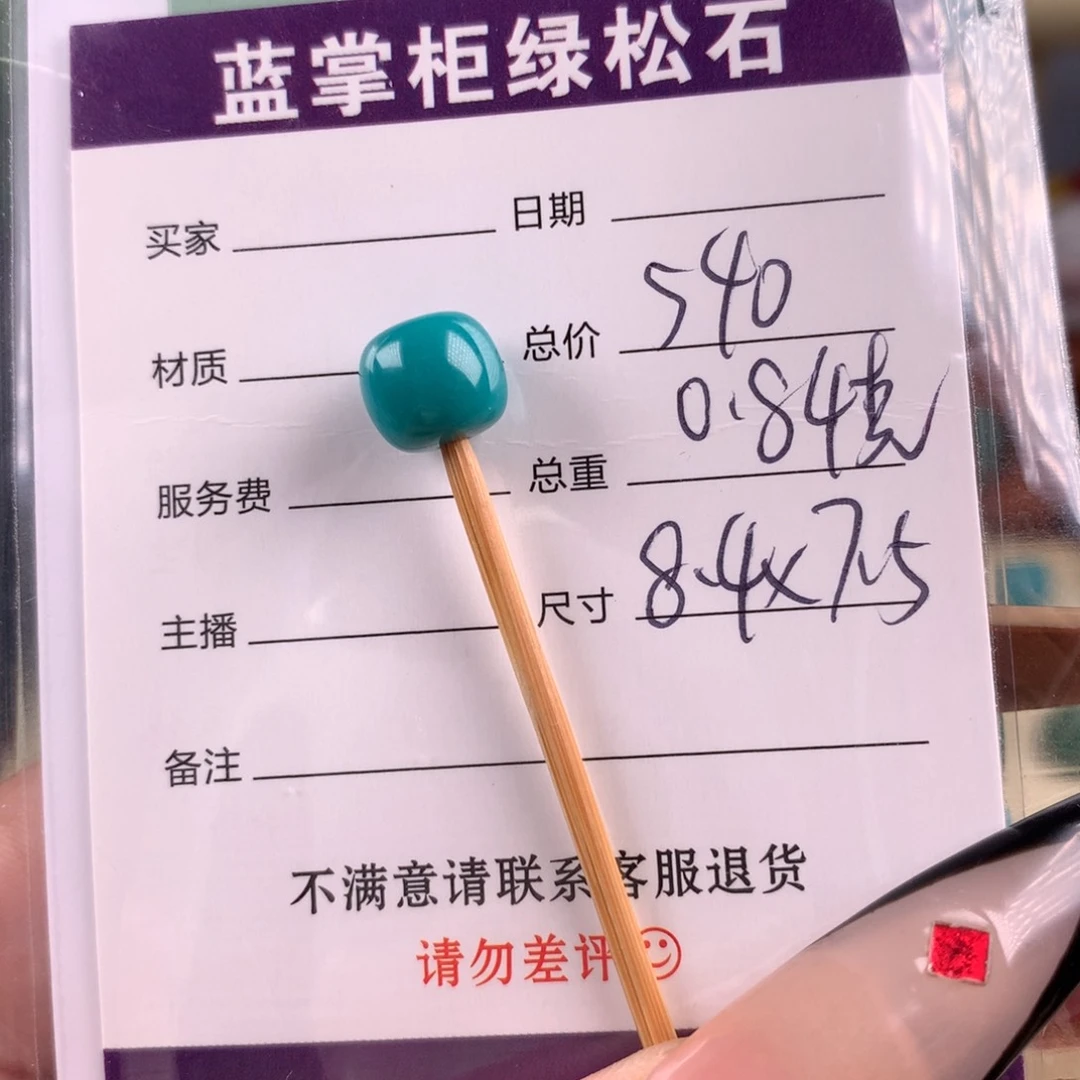 蓝掌柜绿松石
买家 日期
材质 总价 540
服务费 总重 0.84克
主播 尺寸 8.4x7.5
备注
不满意请联系客服退货
请勿差评